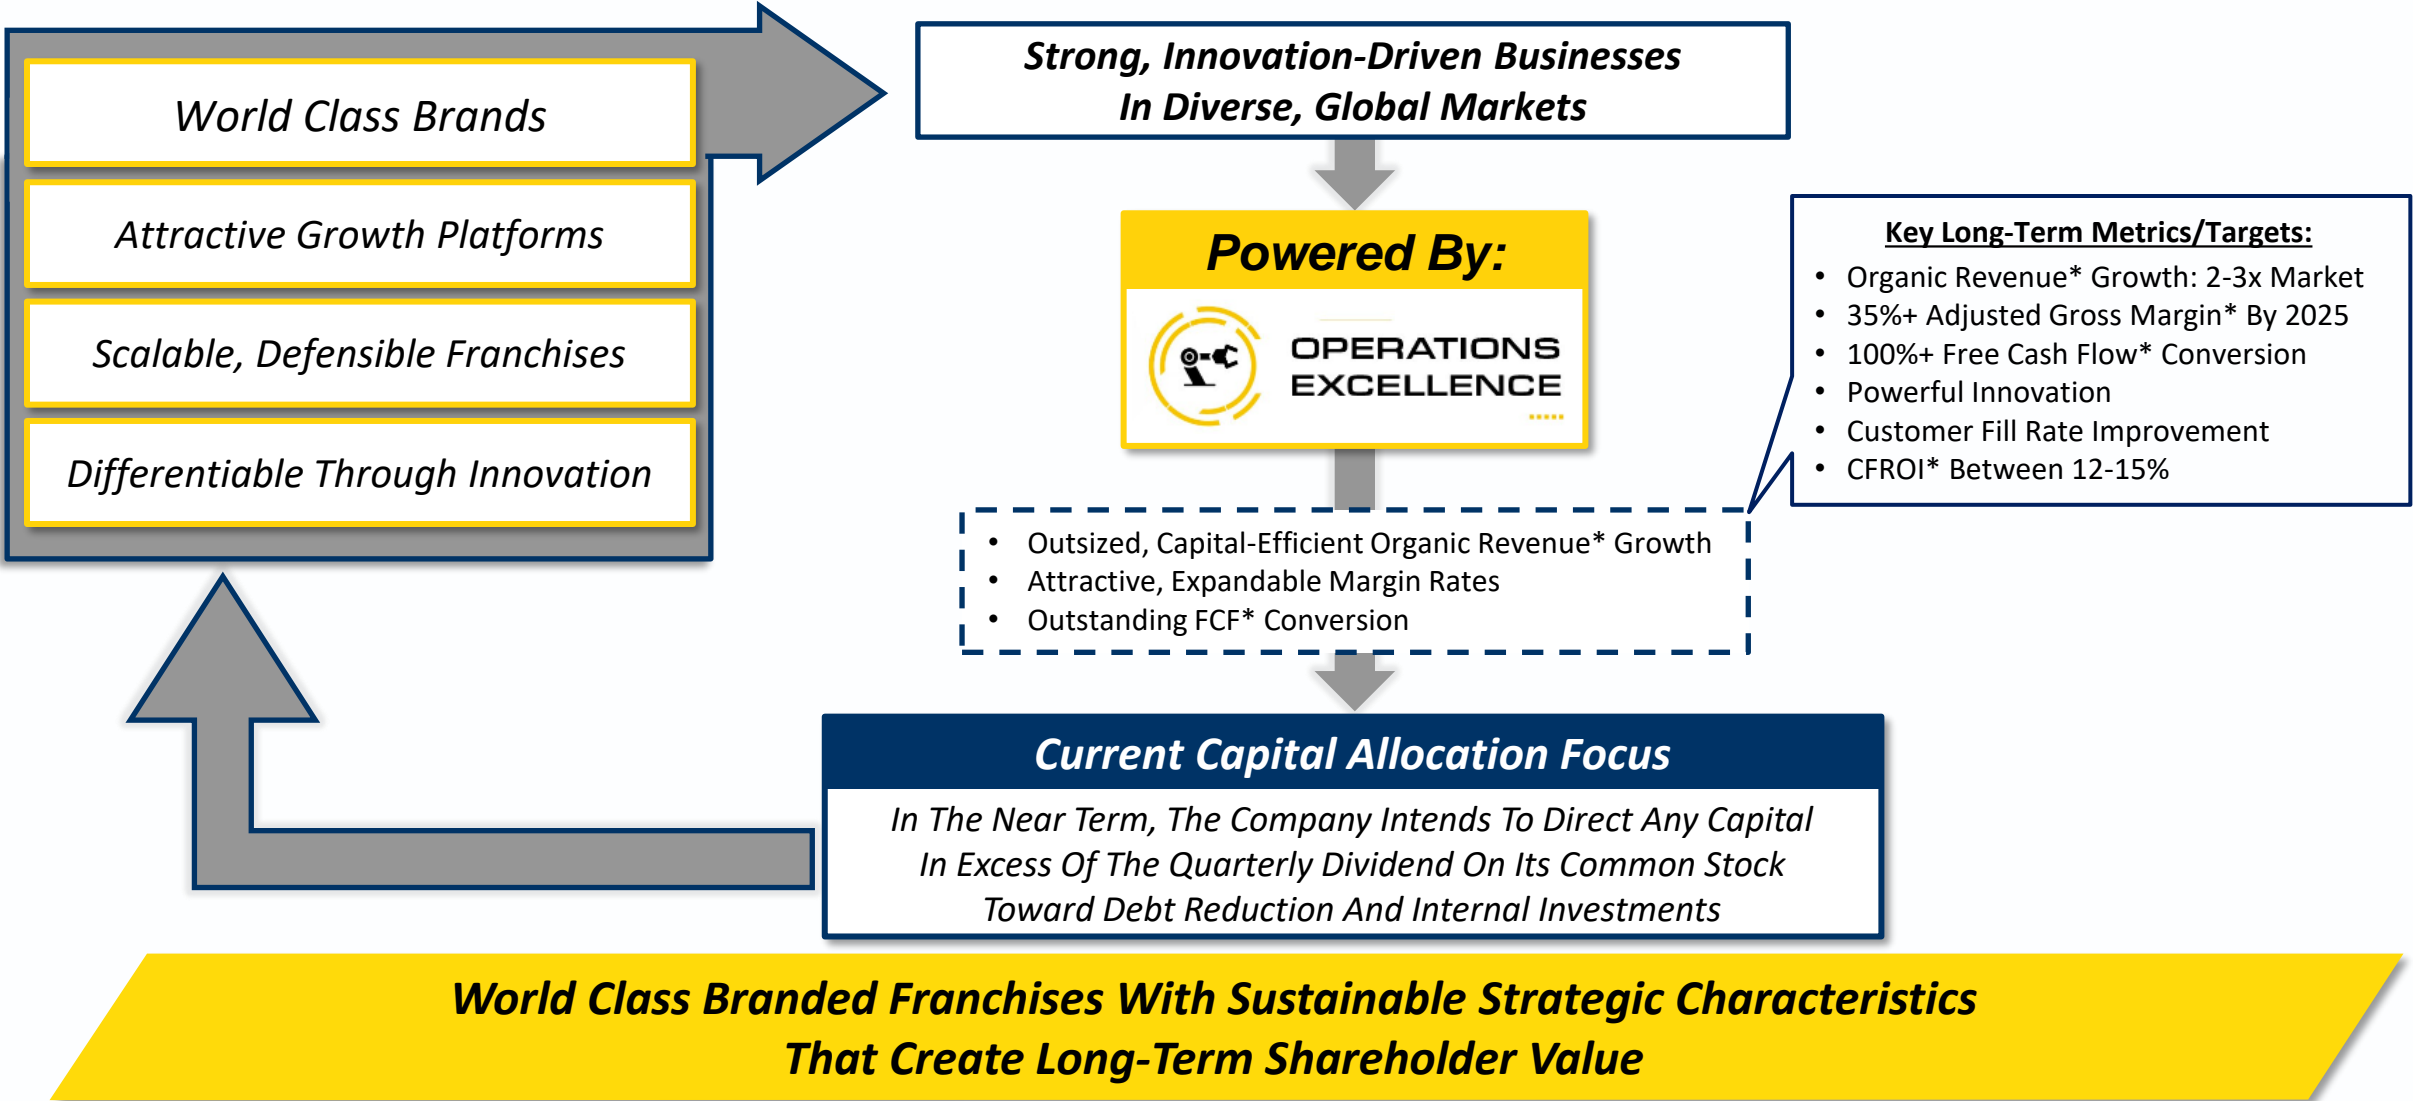 World Class Brands
Attractive Growth Platforms
Scalable, Defensible Franchises
Differentiable Through Innovation
Strong, Innovation-Driven Businesses
In Diverse, Global Markets
Powered By:
OPERATIONS
EXCELLENCE
Key Long-Term Metrics/Targets:
• Organic Revenue* Growth: 2-3x Market
• 35%+ Adjusted Gross Margin* By 2025
• 100%+ Free Cash Flow* Conversion
• Powerful Innovation
• Customer Fill Rate Improvement
• CFROI* Between 12-15%
• Outsized, Capital-Efficient Organic Revenue* Growth
• Attractive, Expandable Margin Rates
• Outstanding FCF* Conversion
Current Capital Allocation Focus
In The Near Term, The Company Intends To Direct Any Capital
In Excess Of The Quarterly Dividend On Its Common Stock
Toward Debt Reduction And Internal Investments
World Class Branded Franchises With Sustainable Strategic Characteristics
That Create Long-Term Shareholder Value